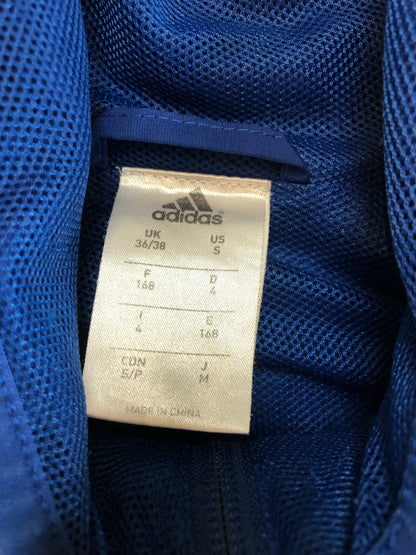 adidas
UK US
36/38 S
F D
168 4
I E
4 168
CDN J
S/P M
MADE IN CHINA